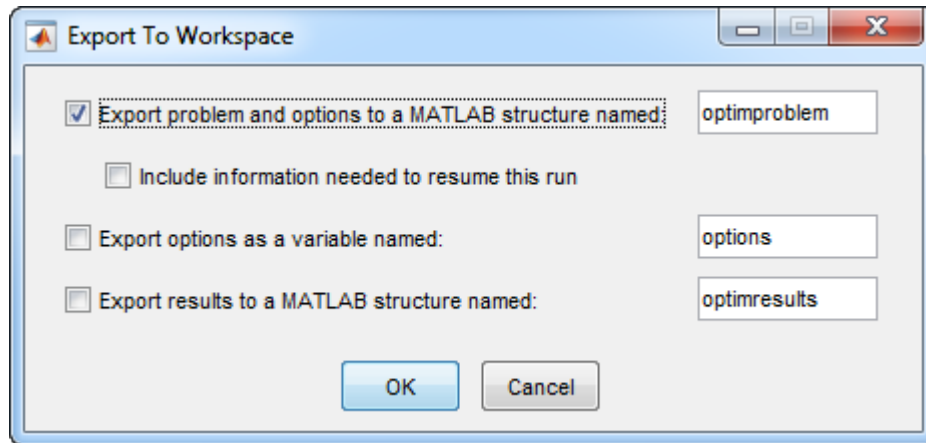 Export To Workspace
Export problem and options to a MATLAB structure named: optimproblem
Include information needed to resume this run
Export options as a variable named: options
Export results to a MATLAB structure named: optimresults
OK Cancel